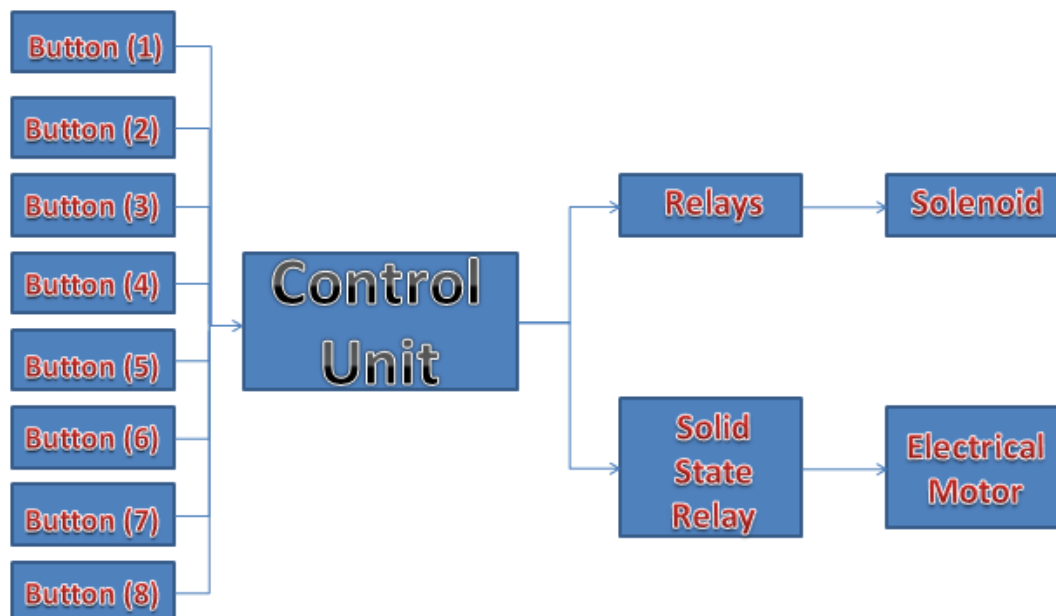 Button (1)
Button (2)
Button (3)
Button (4)
Button (5)
Button (6)
Button (7)
Button (8)
Control
Unit
Relays
Solenoid
Solid
State
Relay
Electrical
Motor